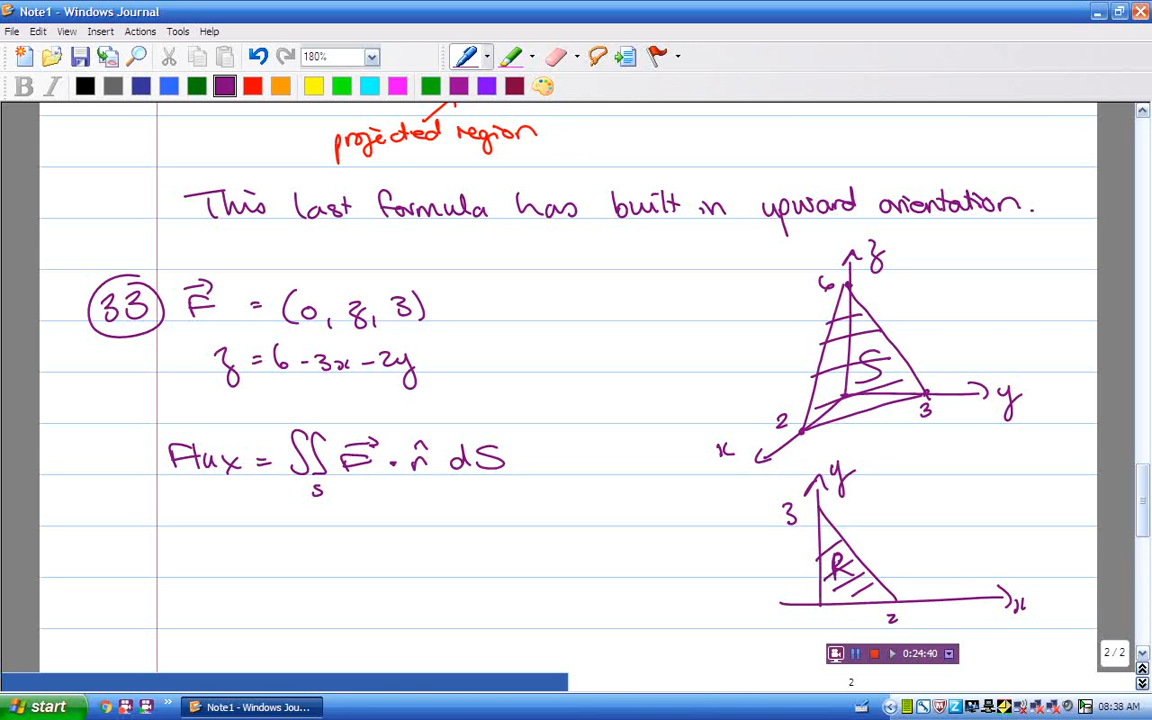 Note1 - Windows Journal
File Edit View Insert Actions Tools Help
180%
B I
projected region
This last formula has built in upward orientation.
z
6
33 F = (0, z, 3)
z = 6 - 3x - 2y
S
y
3
2
x
Flux = ∬ F · n̂ dS
S
y
3
R
x
2
0:24:40
2 / 2
2
start
Note1 - Windows Jou...
08:38 AM